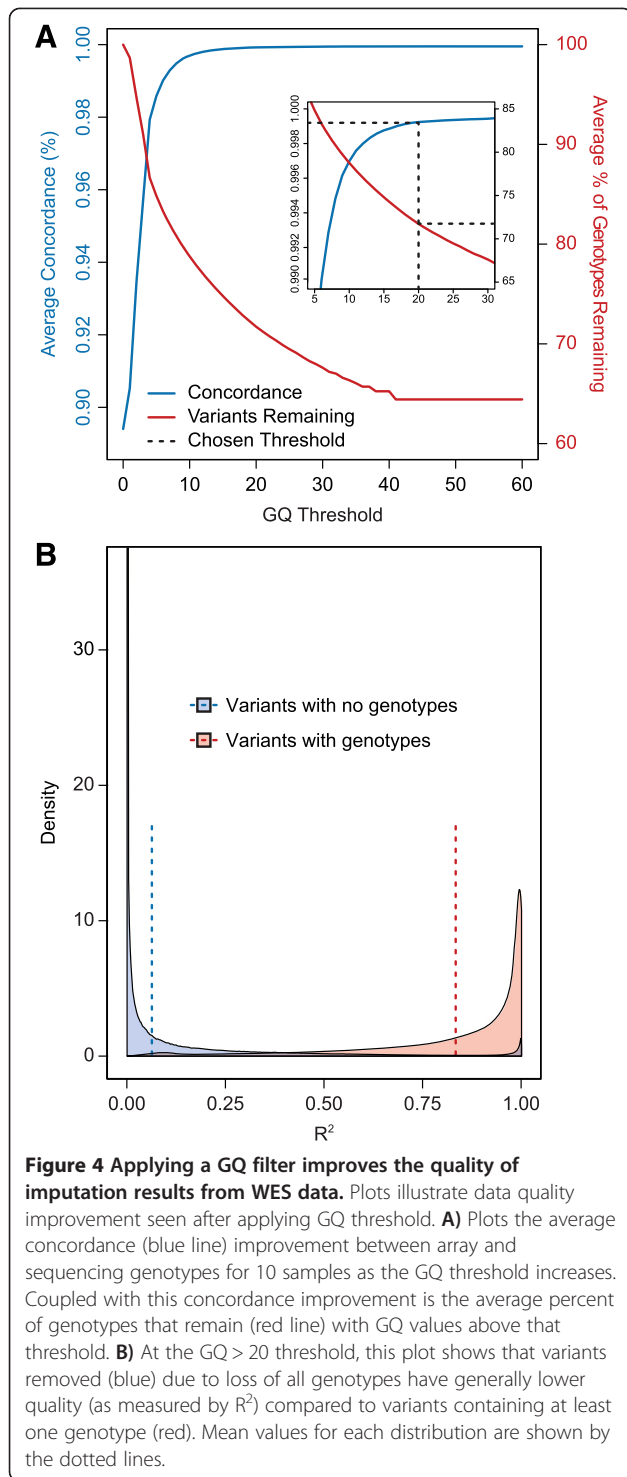 A
Average Concordance (%)
1.00
0.98
0.96
0.94
0.92
0.90
100
90
80
70
60
Average % of Genotypes Remaining
1.000
0.998
0.996
0.994
0.992
0.990
84
80
75
70
65
5 10 15 20 25 30
Concordance
Variants Remaining
Chosen Threshold
0 10 20 30 40 50 60
GQ Threshold
B
Density
30
20
10
0
Variants with no genotypes
Variants with genotypes
0.00 0.25 0.50 0.75 1.00
R²
Figure 4 Applying a GQ filter improves the quality of
imputation results from WES data. Plots illustrate data quality
improvement seen after applying GQ threshold. A) Plots the average
concordance (blue line) improvement between array and
sequencing genotypes for 10 samples as the GQ threshold increases.
Coupled with this concordance improvement is the average percent
of genotypes that remain (red line) with GQ values above that
threshold. B) At the GQ > 20 threshold, this plot shows that variants
removed (blue) due to loss of all genotypes have generally lower
quality (as measured by R²) compared to variants containing at least
one genotype (red). Mean values for each distribution are shown by
the dotted lines.